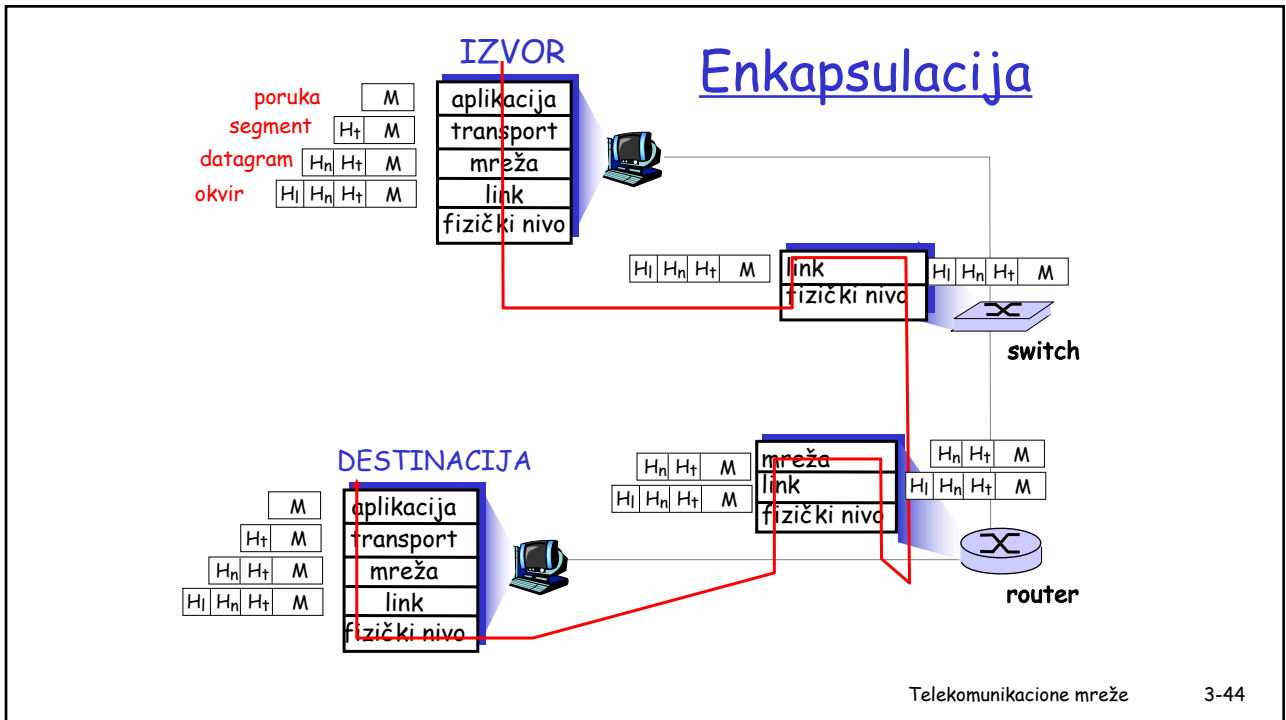 IZVOR
Enkapsulacija
poruka M
segment Ht M
datagram Hn Ht M
okvir Hl Hn Ht M
aplikacija
transport
mreža
link
fizički nivo
Hl Hn Ht M
link
fizički nivo
Hl Hn Ht M
switch
DESTINACIJA
M
Ht M
Hn Ht M
Hl Hn Ht M
aplikacija
transport
mreža
link
fizički nivo
Hn Ht M
Hl Hn Ht M
mreža
link
fizički nivo
Hn Ht M
Hl Hn Ht M
router
Telekomunikacione mreže 3-44